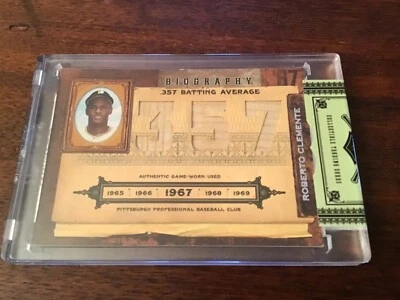 BIOGRAPHY
67
.357 BATTING AVERAGE
357
ROBERTO CLEMENTE
AUTHENTIC GAME-WORN/USED
1965 1966 1967 1968 1969
PITTSBURGH PROFESSIONAL BASEBALL CLUB